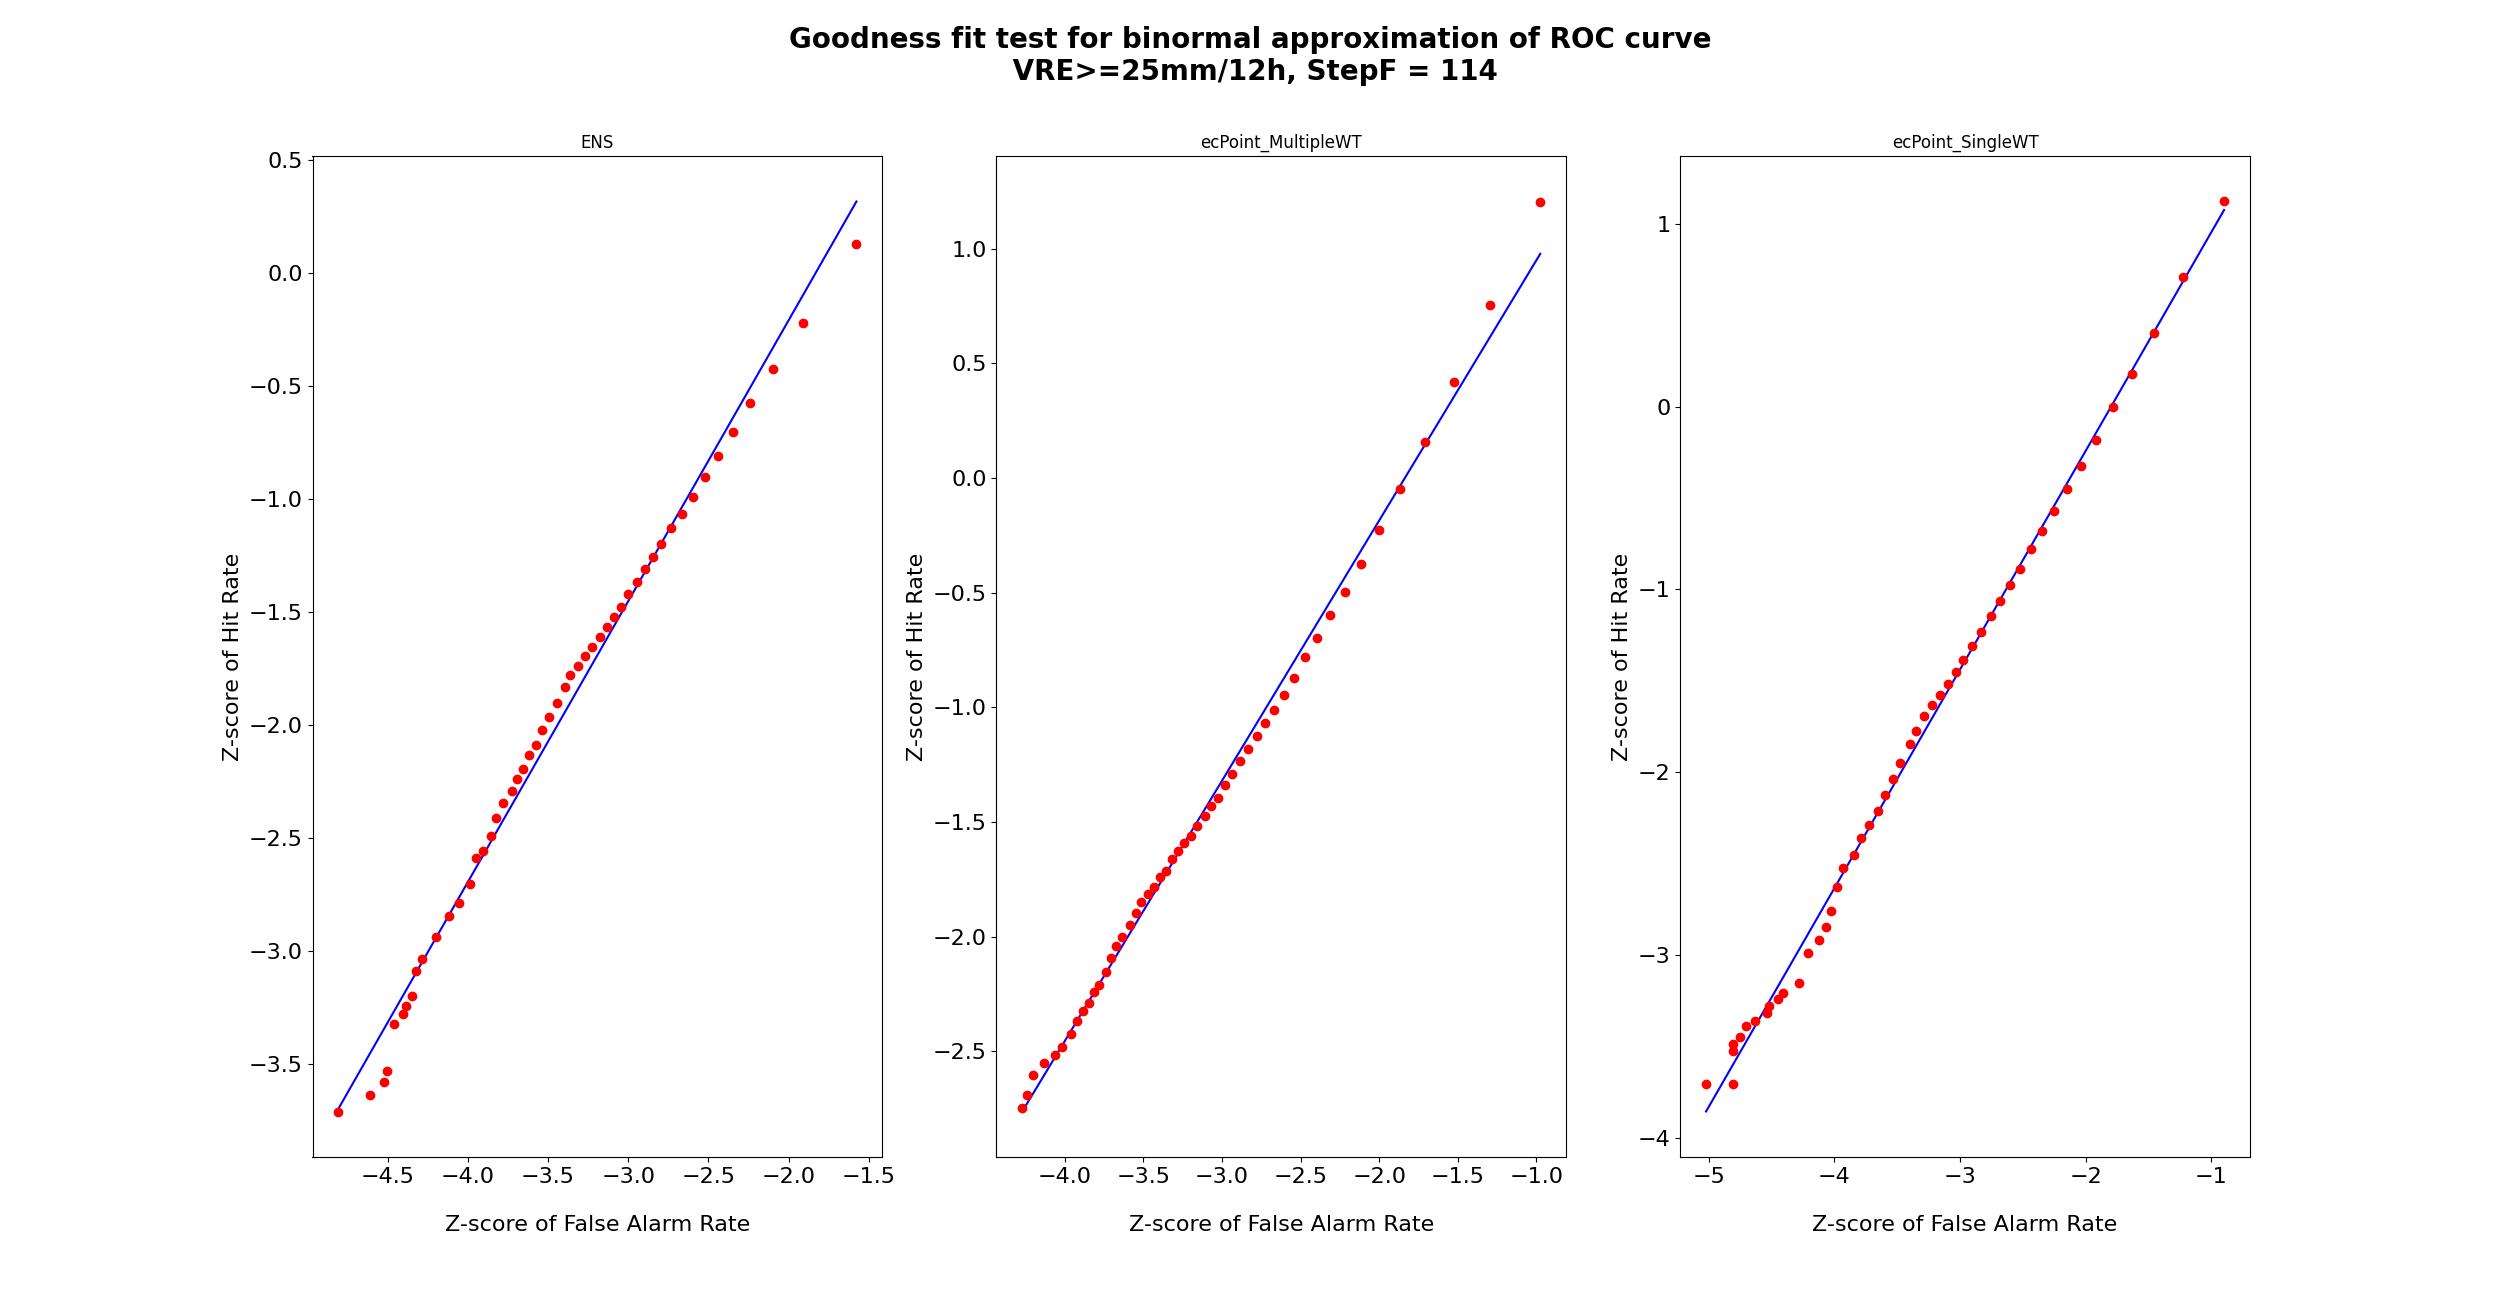 Goodness fit test for binormal approximation of ROC curve
VRE>=25mm/12h, StepF = 114
ENS
0.5
0.0
−0.5
−1.0
−1.5
−2.0
−2.5
−3.0
−3.5
Z-score of Hit Rate
−4.5 −4.0 −3.5 −3.0 −2.5 −2.0 −1.5
Z-score of False Alarm Rate
ecPoint_MultipleWT
1.0
0.5
0.0
−0.5
−1.0
−1.5
−2.0
−2.5
Z-score of Hit Rate
−4.0 −3.5 −3.0 −2.5 −2.0 −1.5 −1.0
Z-score of False Alarm Rate
ecPoint_SingleWT
1
0
−1
−2
−3
−4
Z-score of Hit Rate
−5 −4 −3 −2 −1
Z-score of False Alarm Rate